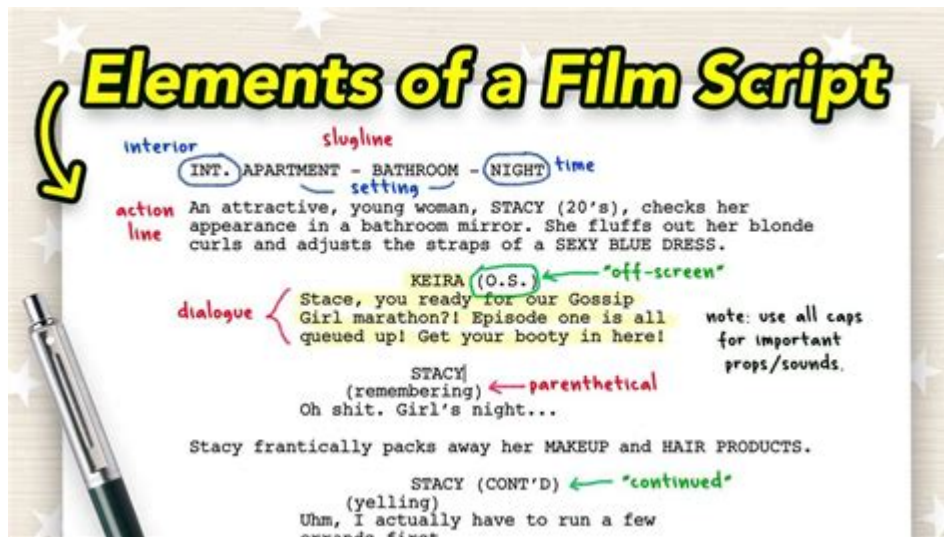 Elements of a Film Script
interior slugline
INT. APARTMENT - BATHROOM - NIGHT time
setting
action line
An attractive, young woman, STACY (20's), checks her
appearance in a bathroom mirror. She fluffs out her blonde
curls and adjusts the straps of a SEXY BLUE DRESS.
KEIRA (O.S.) "off-screen"
dialogue
Stace, you ready for our Gossip
Girl marathon?! Episode one is all
queued up! Get your booty in here!
note: use all caps
for important
props/sounds.
STACY
(remembering) parenthetical
Oh shit. Girl's night...
Stacy frantically packs away her MAKEUP and HAIR PRODUCTS.
STACY (CONT'D) "continued"
(yelling)
Uhm, I actually have to run a few